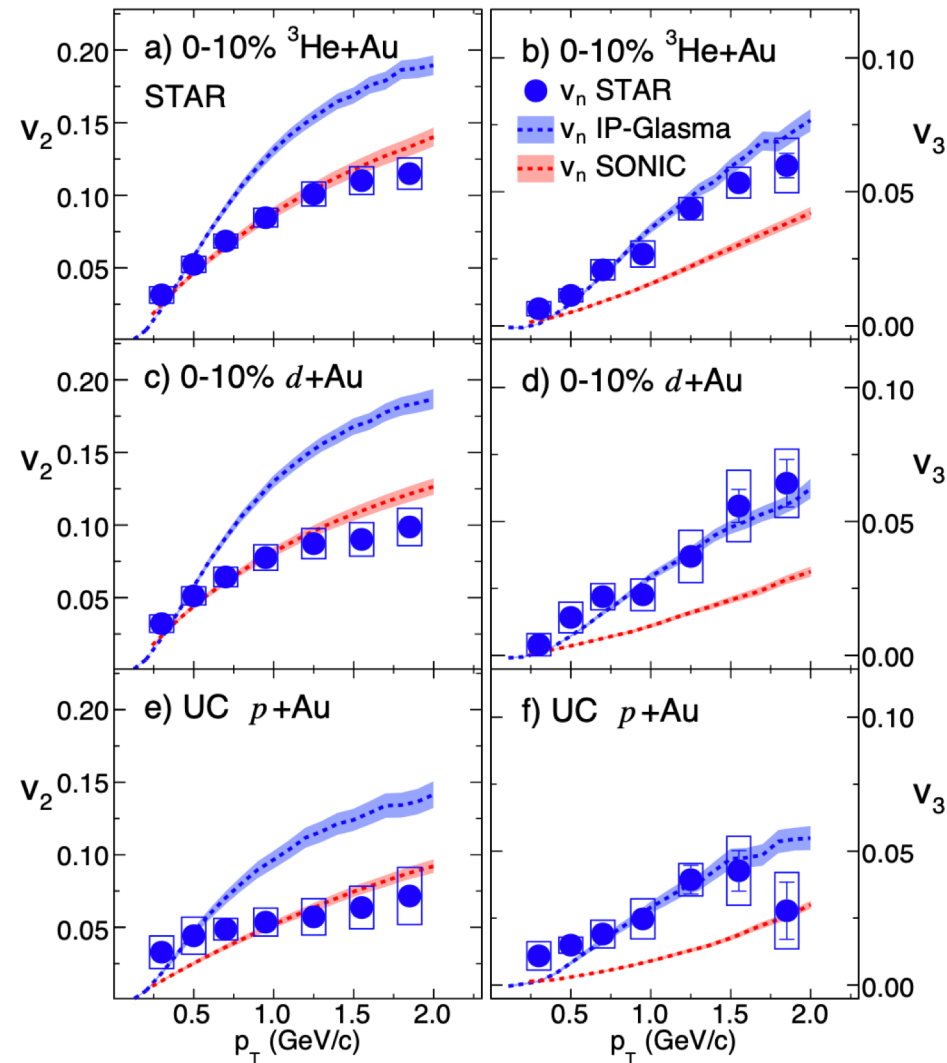 a) 0-10% ³He+Au
STAR
v₂
0.20
0.15
0.10
0.05
b) 0-10% ³He+Au
vₙ STAR
vₙ IP-Glasma
vₙ SONIC
0.10
v₃
0.05
0.00
c) 0-10% d+Au
v₂
0.20
0.15
0.10
0.05
d) 0-10% d+Au
0.10
v₃
0.05
0.00
e) UC p+Au
v₂
0.20
0.15
0.10
0.05
0.5 1.0 1.5 2.0
p_T (GeV/c)
f) UC p+Au
0.10
v₃
0.05
0.00
0.5 1.0 1.5 2.0
p_T (GeV/c)